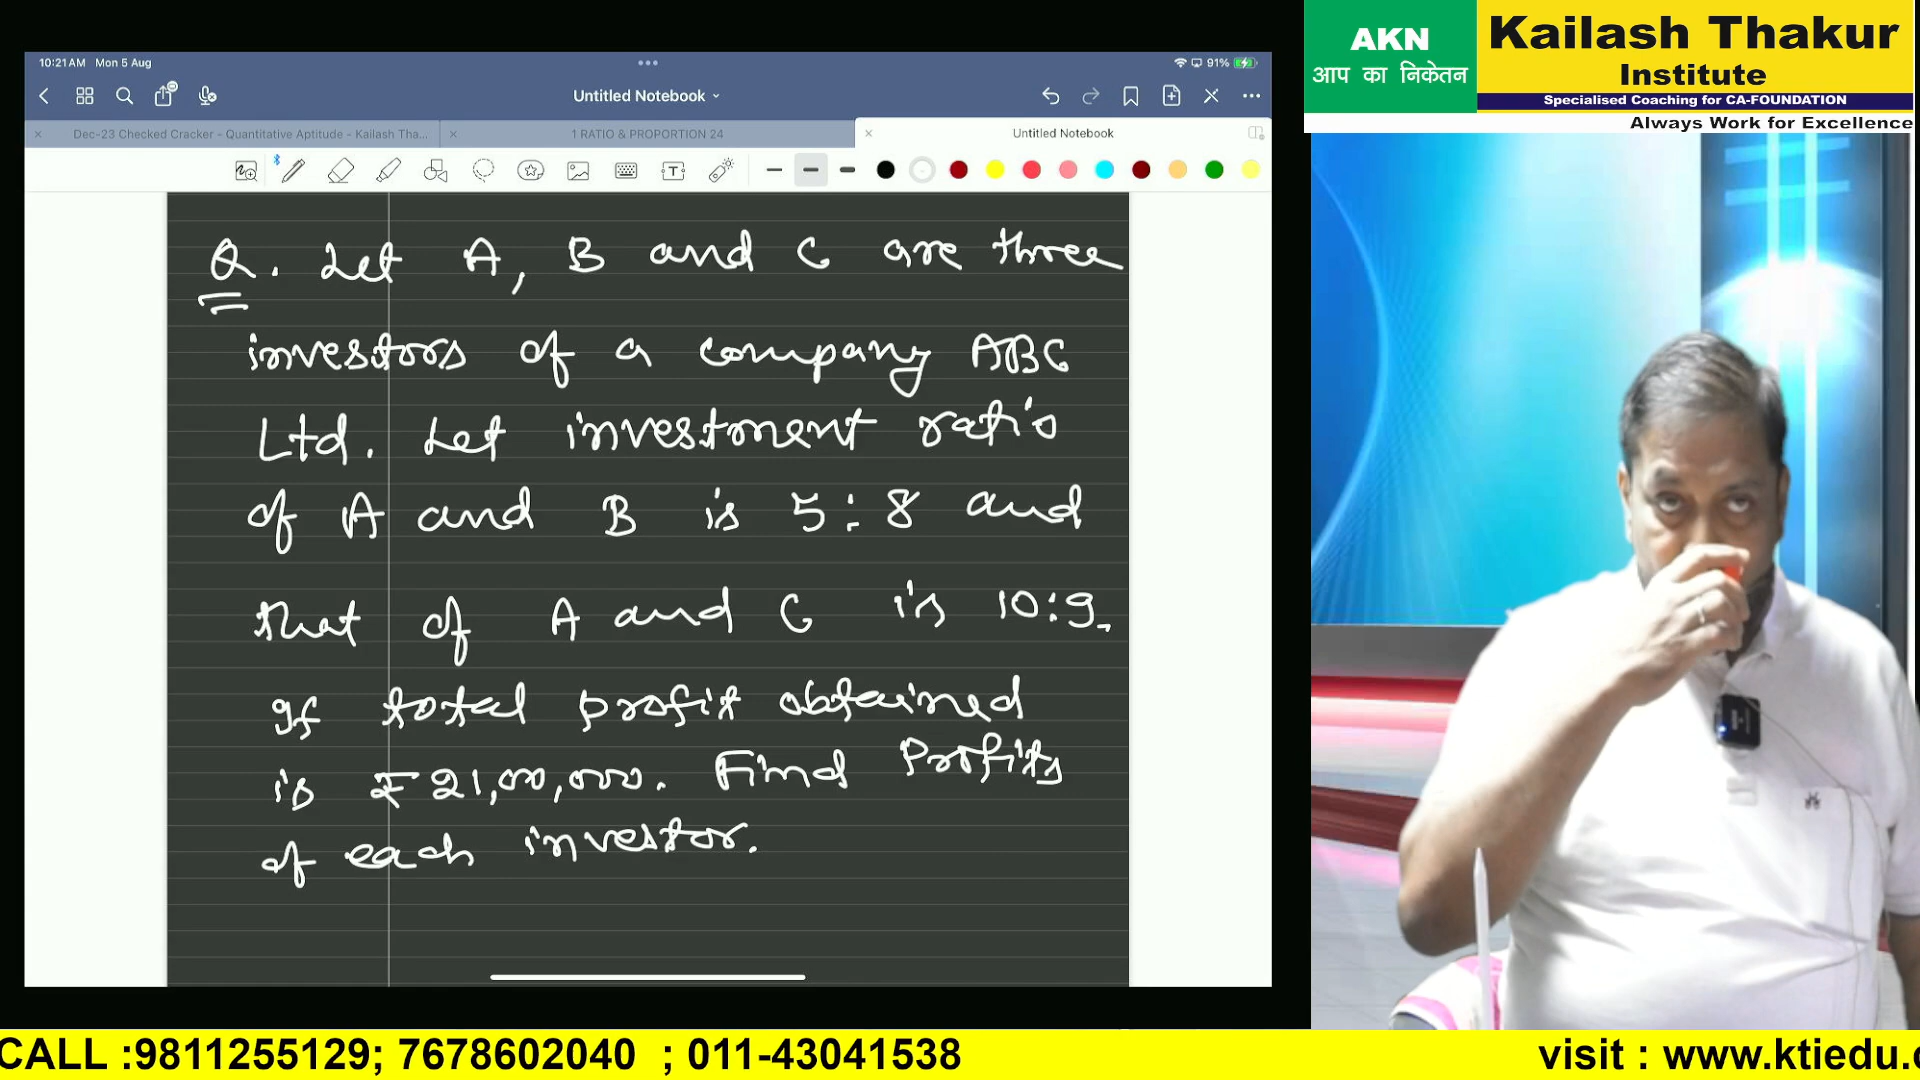 AKN
आप का निकेतन
Kailash Thakur
Institute
Specialised Coaching for CA-FOUNDATION
Always Work for Excellence
10:21 AM Mon 5 Aug
91%
Untitled Notebook
Dec-23 Checked Cracker - Quantitative Aptitude - Kailash Tha...
1 RATIO & PROPORTION 24
Untitled Notebook
Q. Let A, B and C are three
investors of a company ABC
Ltd. Let investment ratio
of A and B is 5:8 and
that of A and C is 10:9.
If total profit obtained
is ₹21,00,000. Find Profits
of each investor.
CALL :9811255129; 7678602040 ; 011-43041538
visit : www.ktiedu.c